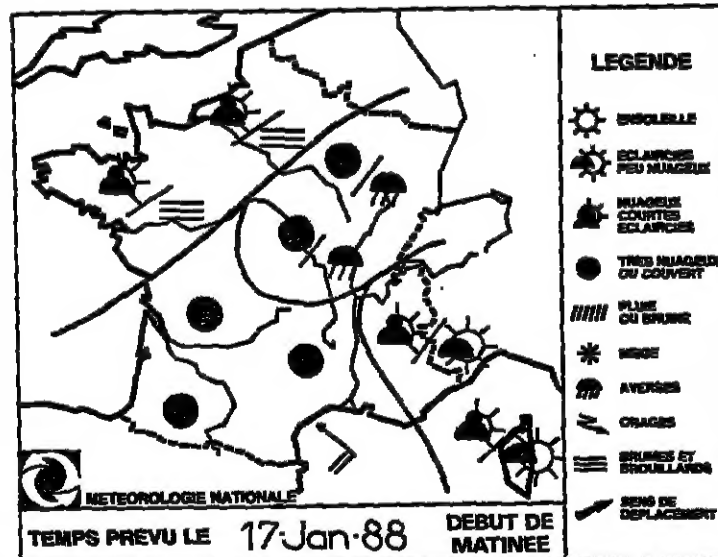 LEGENDE
ENSOLEILLE
ECLAIRCIES
PEU NUAGEUX
NUAGEUX
COURTES
ECLAIRCIES
TRES NUAGEUX
OU COUVERT
PLUIE
OU BRUINE
NEIGE
AVERSES
ORAGES
BRUMES ET
BROUILLARDS
SENS DE
DEPLACEMENT
METEOROLOGIE NATIONALE
TEMPS PREVU LE 17-Jan-88 DEBUT DE
MATINEE